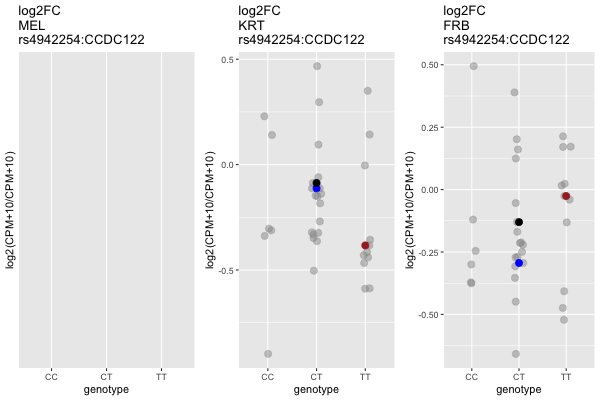 log2FC
MEL
rs4942254:CCDC122
log2(CPM+10/CPM+10)
CC CT TT
genotype
log2FC
KRT
rs4942254:CCDC122
log2(CPM+10/CPM+10)
0.5
0.0
-0.5
CC CT TT
genotype
log2FC
FRB
rs4942254:CCDC122
log2(CPM+10/CPM+10)
0.50
0.25
0.00
-0.25
-0.50
CC CT TT
genotype